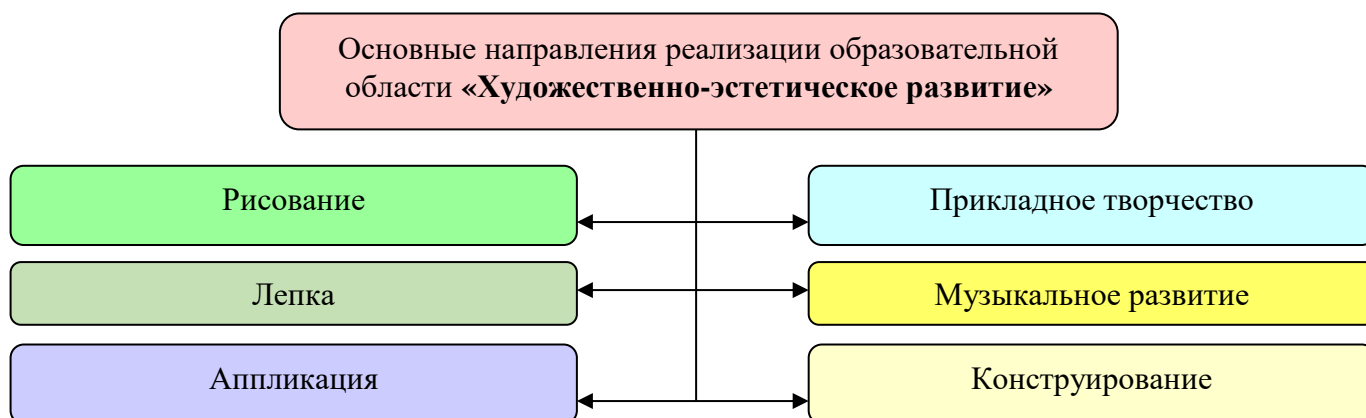 Основные направления реализации образовательной
области «Художественно-эстетическое развитие»
Рисование
Прикладное творчество
Лепка
Музыкальное развитие
Аппликация
Конструирование